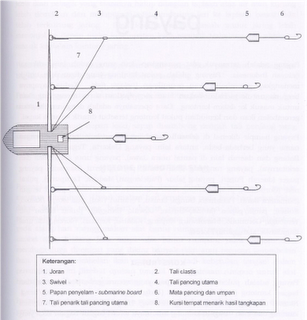 2
3
4
5
6
7
1
8
Keterangan:
1. Joran
2. Tali elastis
3. Swivel
4. Tali pancing utama
5. Papan penyelam - submarine board
6. Mata pancing dan umpan
7. Tali penarik tali pancing utama
8. Kursi tempat menarik hasil tangkapan